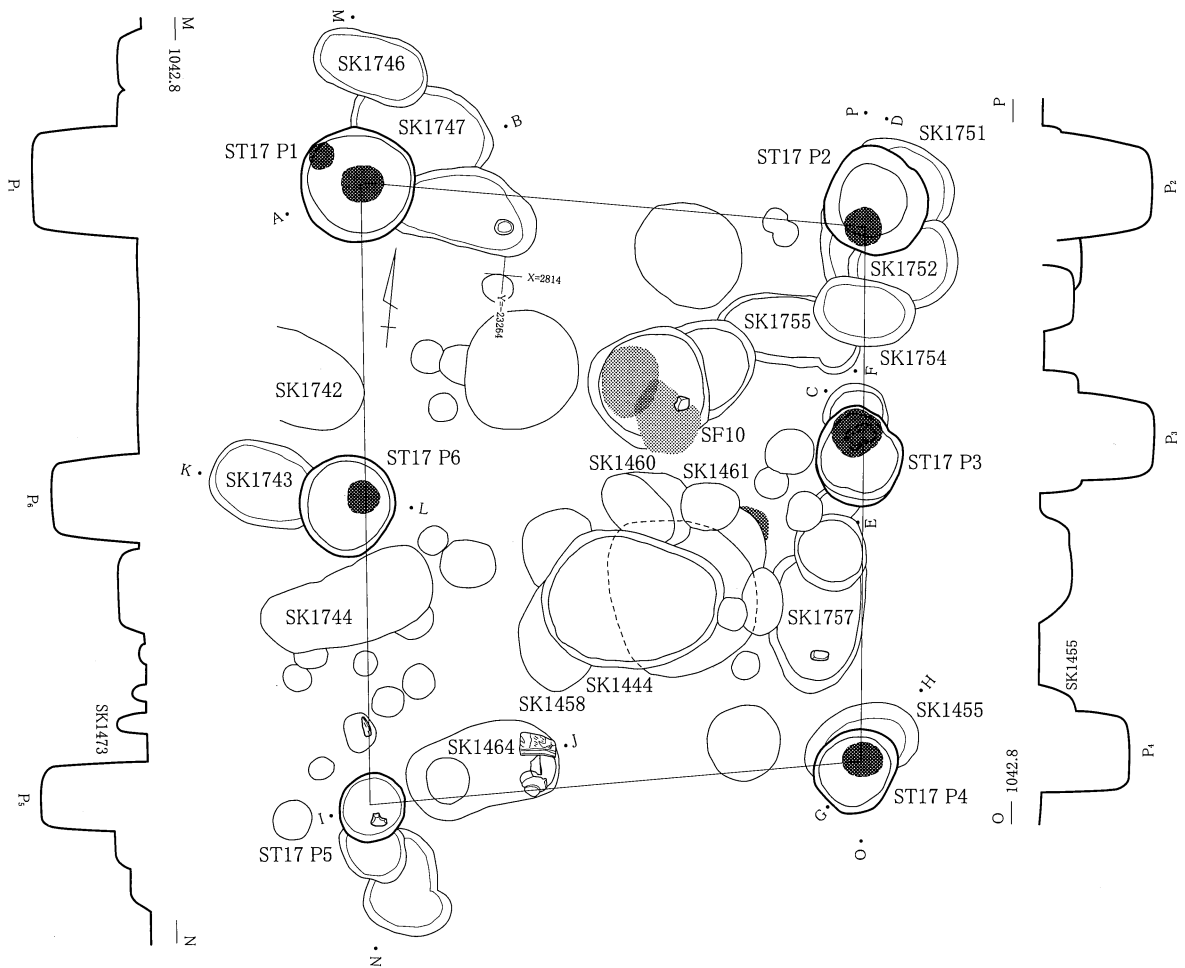 M
1042.8
P₁
P₆
SK1473
P₅
N
M
SK1746
SK1747
B
ST17 P1
A
X=2814
Y=-23264
SK1742
ST17 P6
K
SK1743
L
SK1744
SK1458
SK1444
SK1464
J
I
ST17 P5
N
P
D
SK1751
ST17 P2
SK1752
SK1755
SK1754
F
C
SF10
SK1460
SK1461
ST17 P3
E
SK1757
H
SK1455
ST17 P4
G
O
P
P₂
P₃
SK1455
P₄
O
1042.8